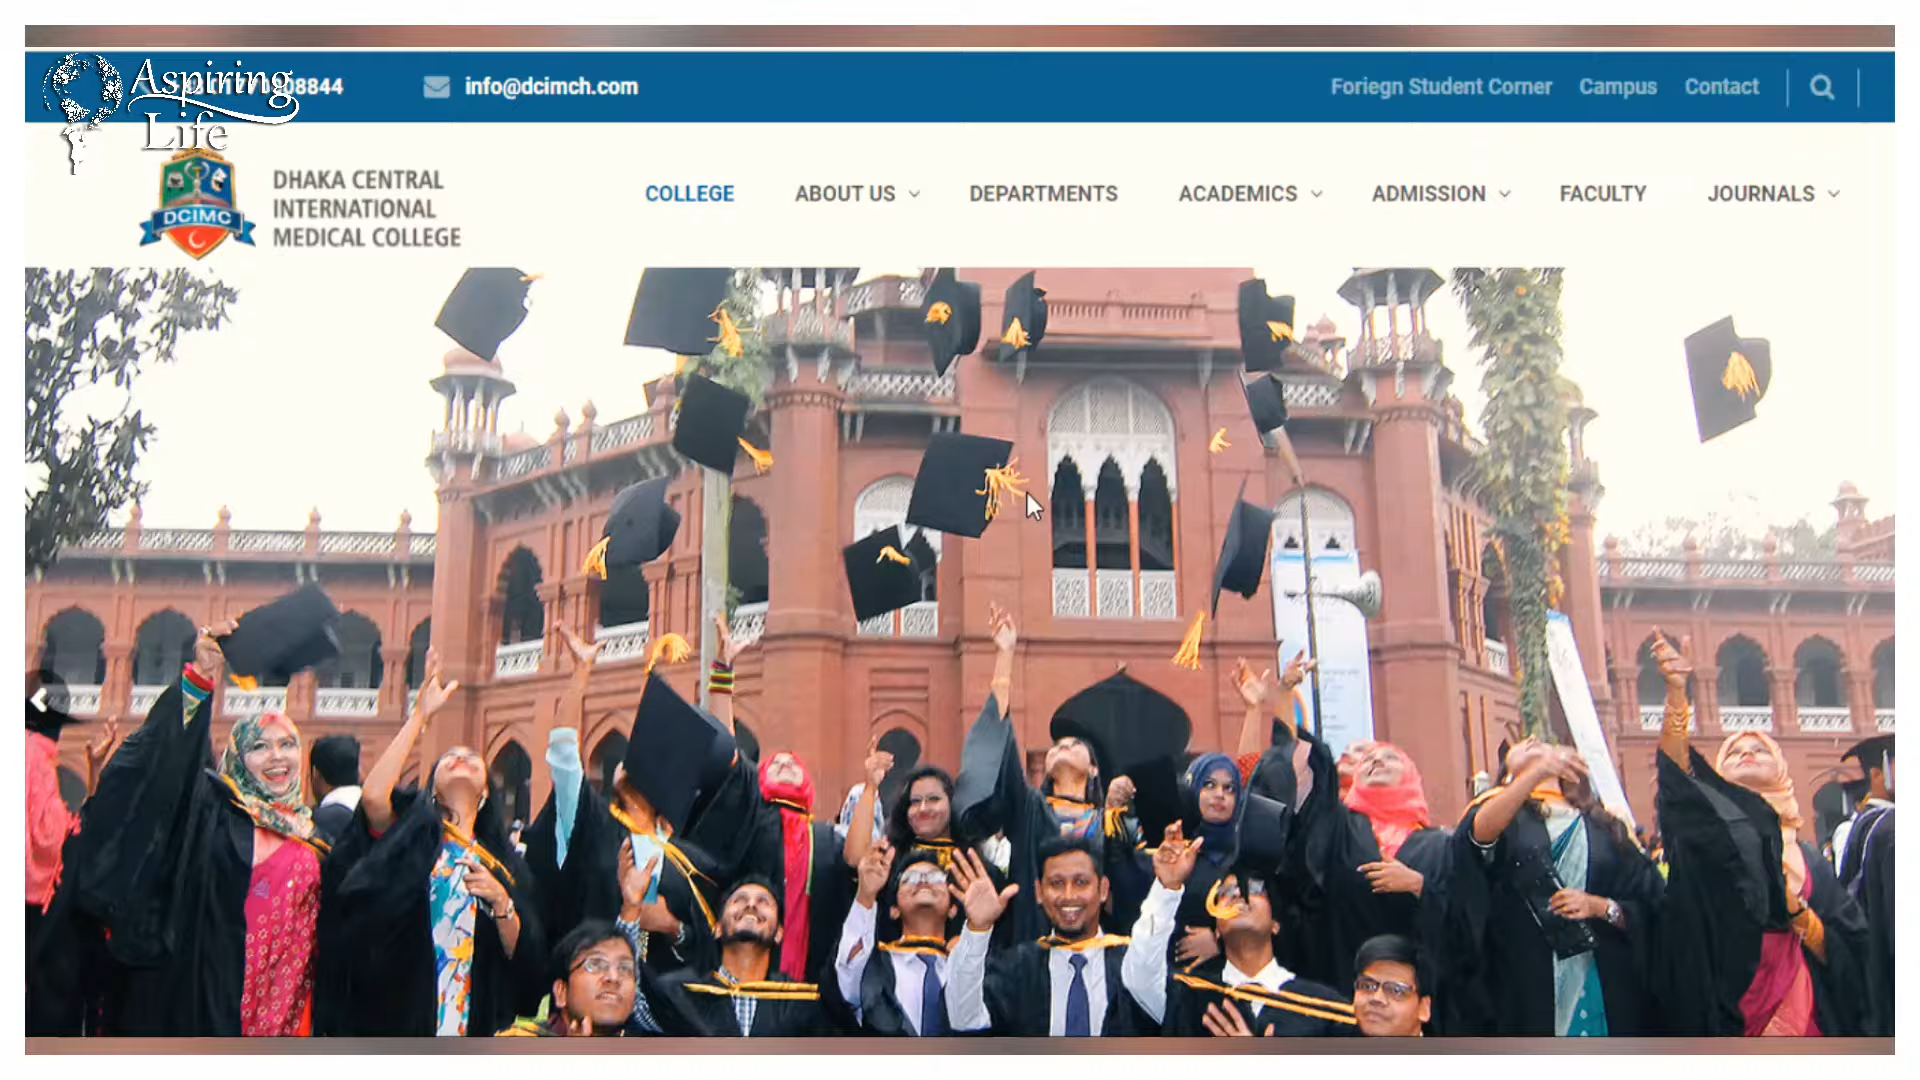 Aspiring
Life
08844
info@dcimch.com
Foriegn Student Corner
Campus
Contact
DCIMC
DHAKA CENTRAL
INTERNATIONAL
MEDICAL COLLEGE
COLLEGE
ABOUT US
DEPARTMENTS
ACADEMICS
ADMISSION
FACULTY
JOURNALS